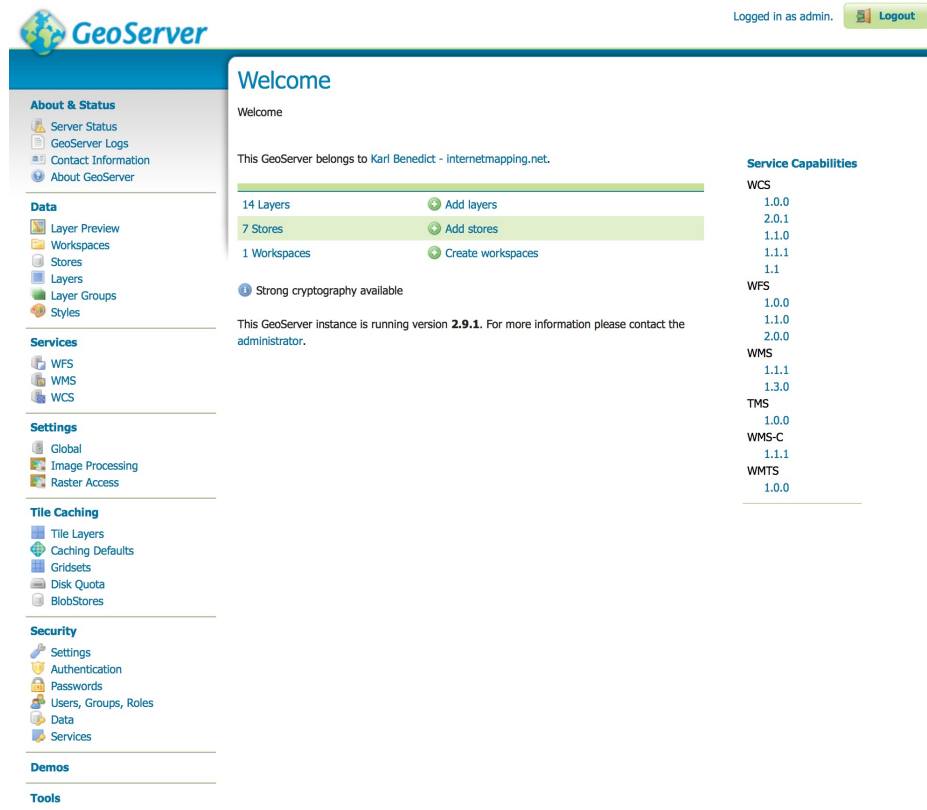 GeoServer
Logged in as admin.
Logout
About & Status
Server Status
GeoServer Logs
Contact Information
About GeoServer
Data
Layer Preview
Workspaces
Stores
Layers
Layer Groups
Styles
Services
WFS
WMS
WCS
Settings
Global
Image Processing
Raster Access
Tile Caching
Tile Layers
Caching Defaults
Gridsets
Disk Quota
BlobStores
Security
Settings
Authentication
Passwords
Users, Groups, Roles
Data
Services
Demos
Tools
Welcome
Welcome
This GeoServer belongs to Karl Benedict - internetmapping.net.
14 Layers Add layers
7 Stores Add stores
1 Workspaces Create workspaces
Strong cryptography available
This GeoServer instance is running version 2.9.1. For more information please contact the
administrator.
Service Capabilities
WCS
1.0.0
2.0.1
1.1.0
1.1.1
1.1
WFS
1.0.0
1.1.0
2.0.0
WMS
1.1.1
1.3.0
TMS
1.0.0
WMS-C
1.1.1
WMTS
1.0.0